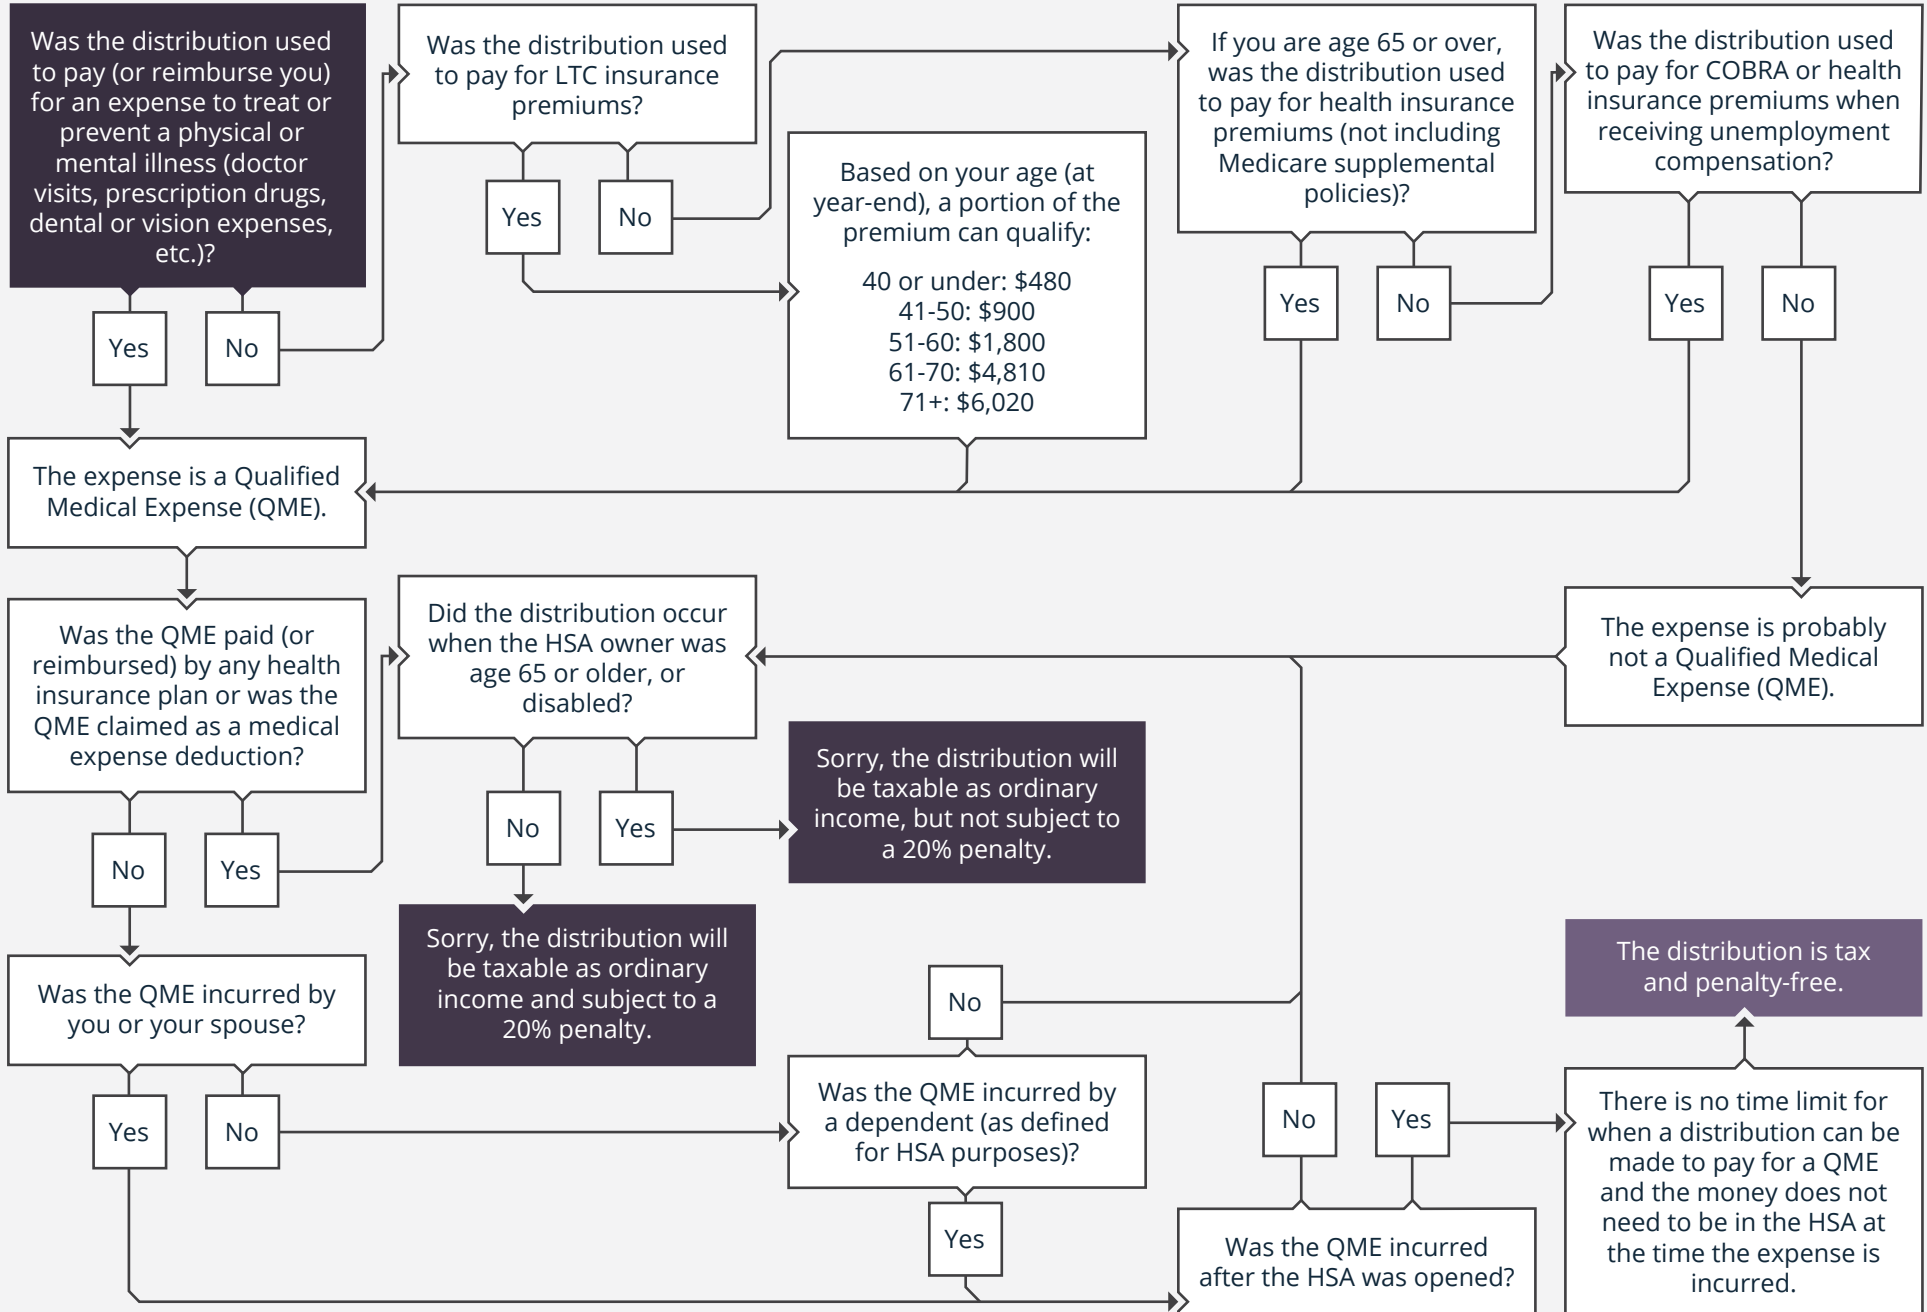 Was the distribution used
to pay (or reimburse you)
for an expense to treat or
prevent a physical or
mental illness (doctor
visits, prescription drugs,
dental or vision expenses,
etc.)?
Yes
No
Was the distribution used
to pay for LTC insurance
premiums?
Yes
No
Based on your age (at
year-end), a portion of the
premium can qualify:
40 or under: $480
41-50: $900
51-60: $1,800
61-70: $4,810
71+: $6,020
If you are age 65 or over,
was the distribution used
to pay for health insurance
premiums (not including
Medicare supplemental
policies)?
Yes
No
Was the distribution used
to pay for COBRA or health
insurance premiums when
receiving unemployment
compensation?
Yes
No
The expense is a Qualified
Medical Expense (QME).
The expense is probably
not a Qualified Medical
Expense (QME).
Was the QME paid (or
reimbursed) by any health
insurance plan or was the
QME claimed as a medical
expense deduction?
No
Yes
Did the distribution occur
when the HSA owner was
age 65 or older, or
disabled?
No
Yes
Sorry, the distribution will
be taxable as ordinary
income, but not subject to
a 20% penalty.
Sorry, the distribution will
be taxable as ordinary
income and subject to a
20% penalty.
Was the QME incurred by
you or your spouse?
Yes
No
No
Was the QME incurred by
a dependent (as defined
for HSA purposes)?
Yes
No
Yes
Was the QME incurred
after the HSA was opened?
There is no time limit for
when a distribution can be
made to pay for a QME
and the money does not
need to be in the HSA at
the time the expense is
incurred.
The distribution is tax
and penalty-free.